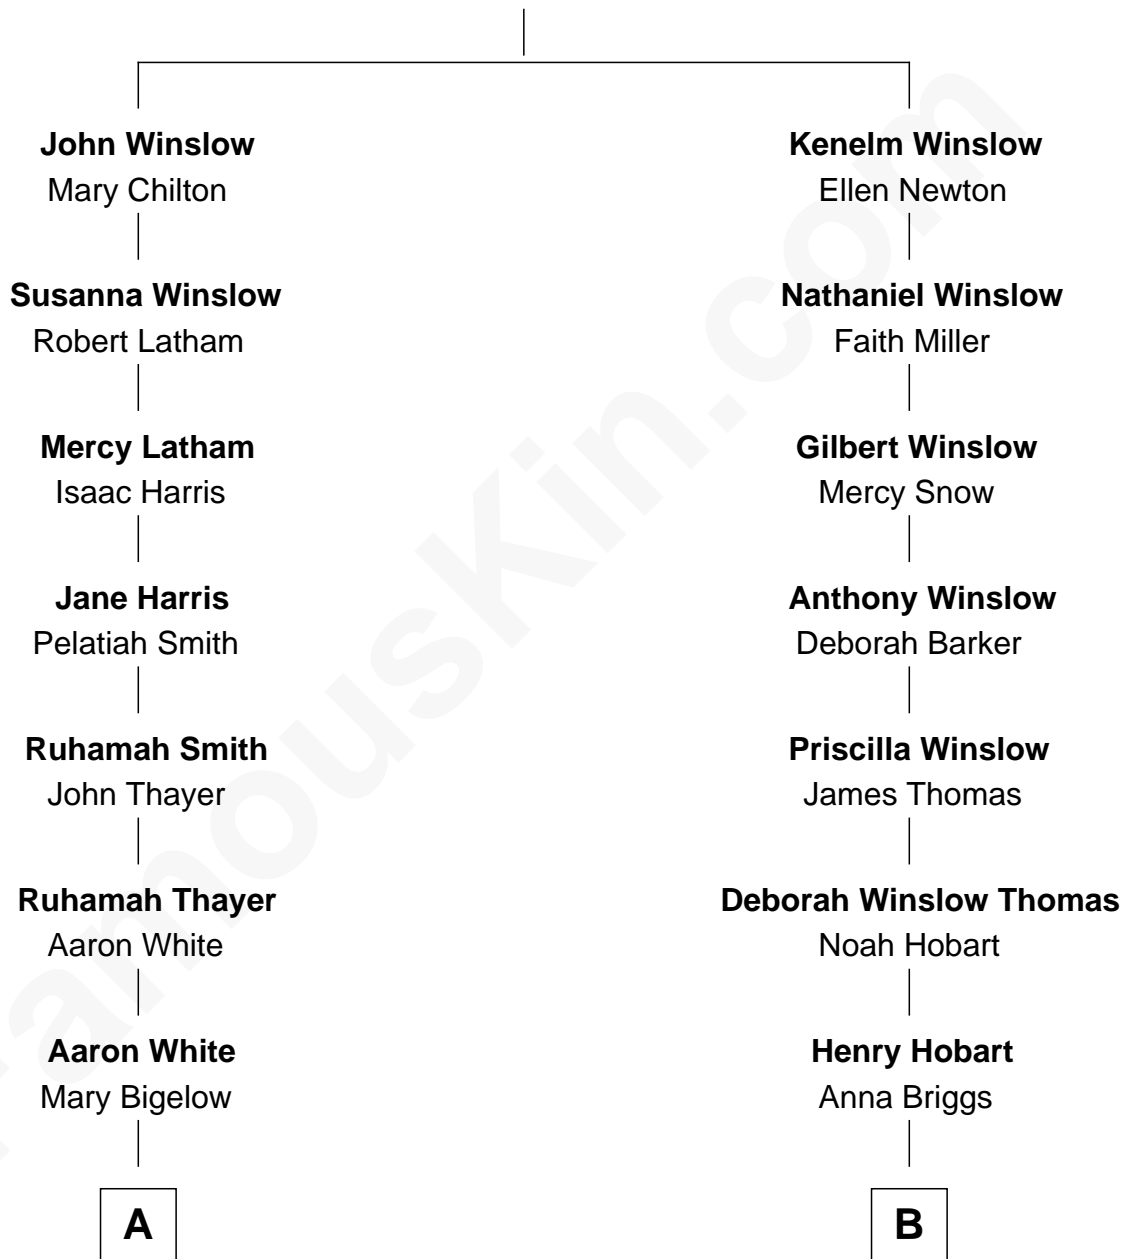 John Winslow
Mary Chilton
Susanna Winslow
Robert Latham
Mercy Latham
Isaac Harris
Jane Harris
Pelatiah Smith
Ruhamah Smith
John Thayer
Ruhamah Thayer
Aaron White
Aaron White
Mary Bigelow
A
Kenelm Winslow
Ellen Newton
Nathaniel Winslow
Faith Miller
Gilbert Winslow
Mercy Snow
Anthony Winslow
Deborah Barker
Priscilla Winslow
James Thomas
Deborah Winslow Thomas
Noah Hobart
Henry Hobart
Anna Briggs
B
FamousKin.com